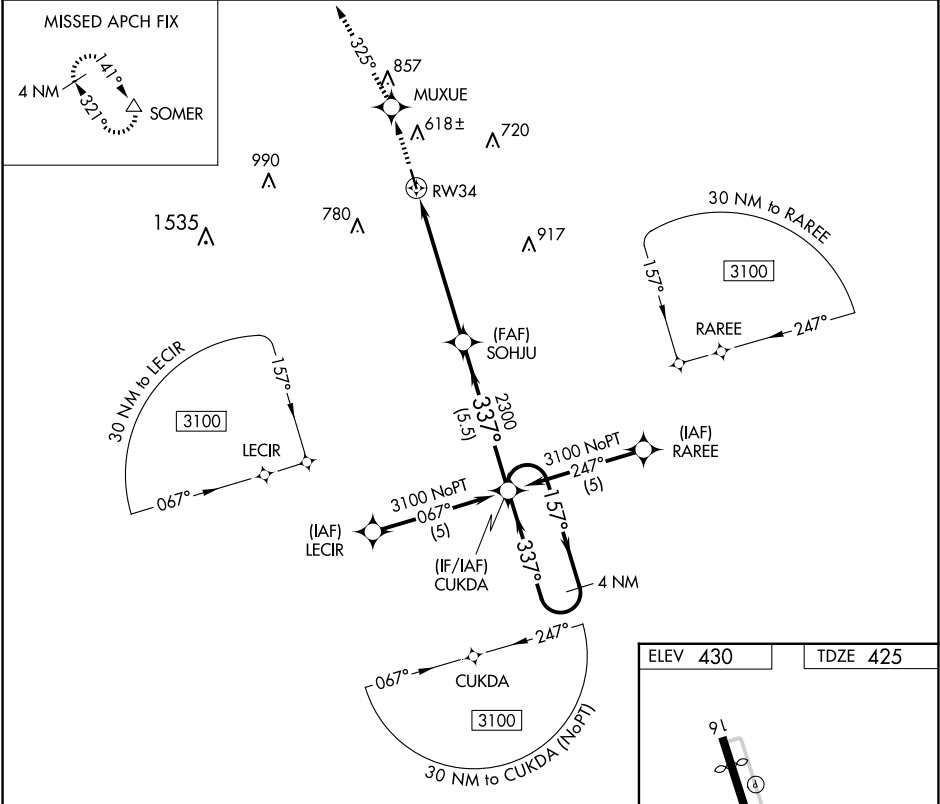 MISSED APCH FIX
4 NM
141°
321°
SOMER
325°
857
MUXUE
618±
720
990
RW34
1535
780
917
30 NM to RAREE
3100
157°
RAREE
247°
(FAF)
SOHJU
30 NM to LECIR
3100
157°
LECIR
067°
2300
337°
(5.5)
(IAF)
RAREE
3100 NoPT
247°
(5)
3100 NoPT
067°
(5)
(IAF)
LECIR
(IF/IAF)
CUKDA
157°
337°
4 NM
247°
067°
CUKDA
3100
30 NM to CUKDA (NoPT)
ELEV 430
TDZE 425
16
P